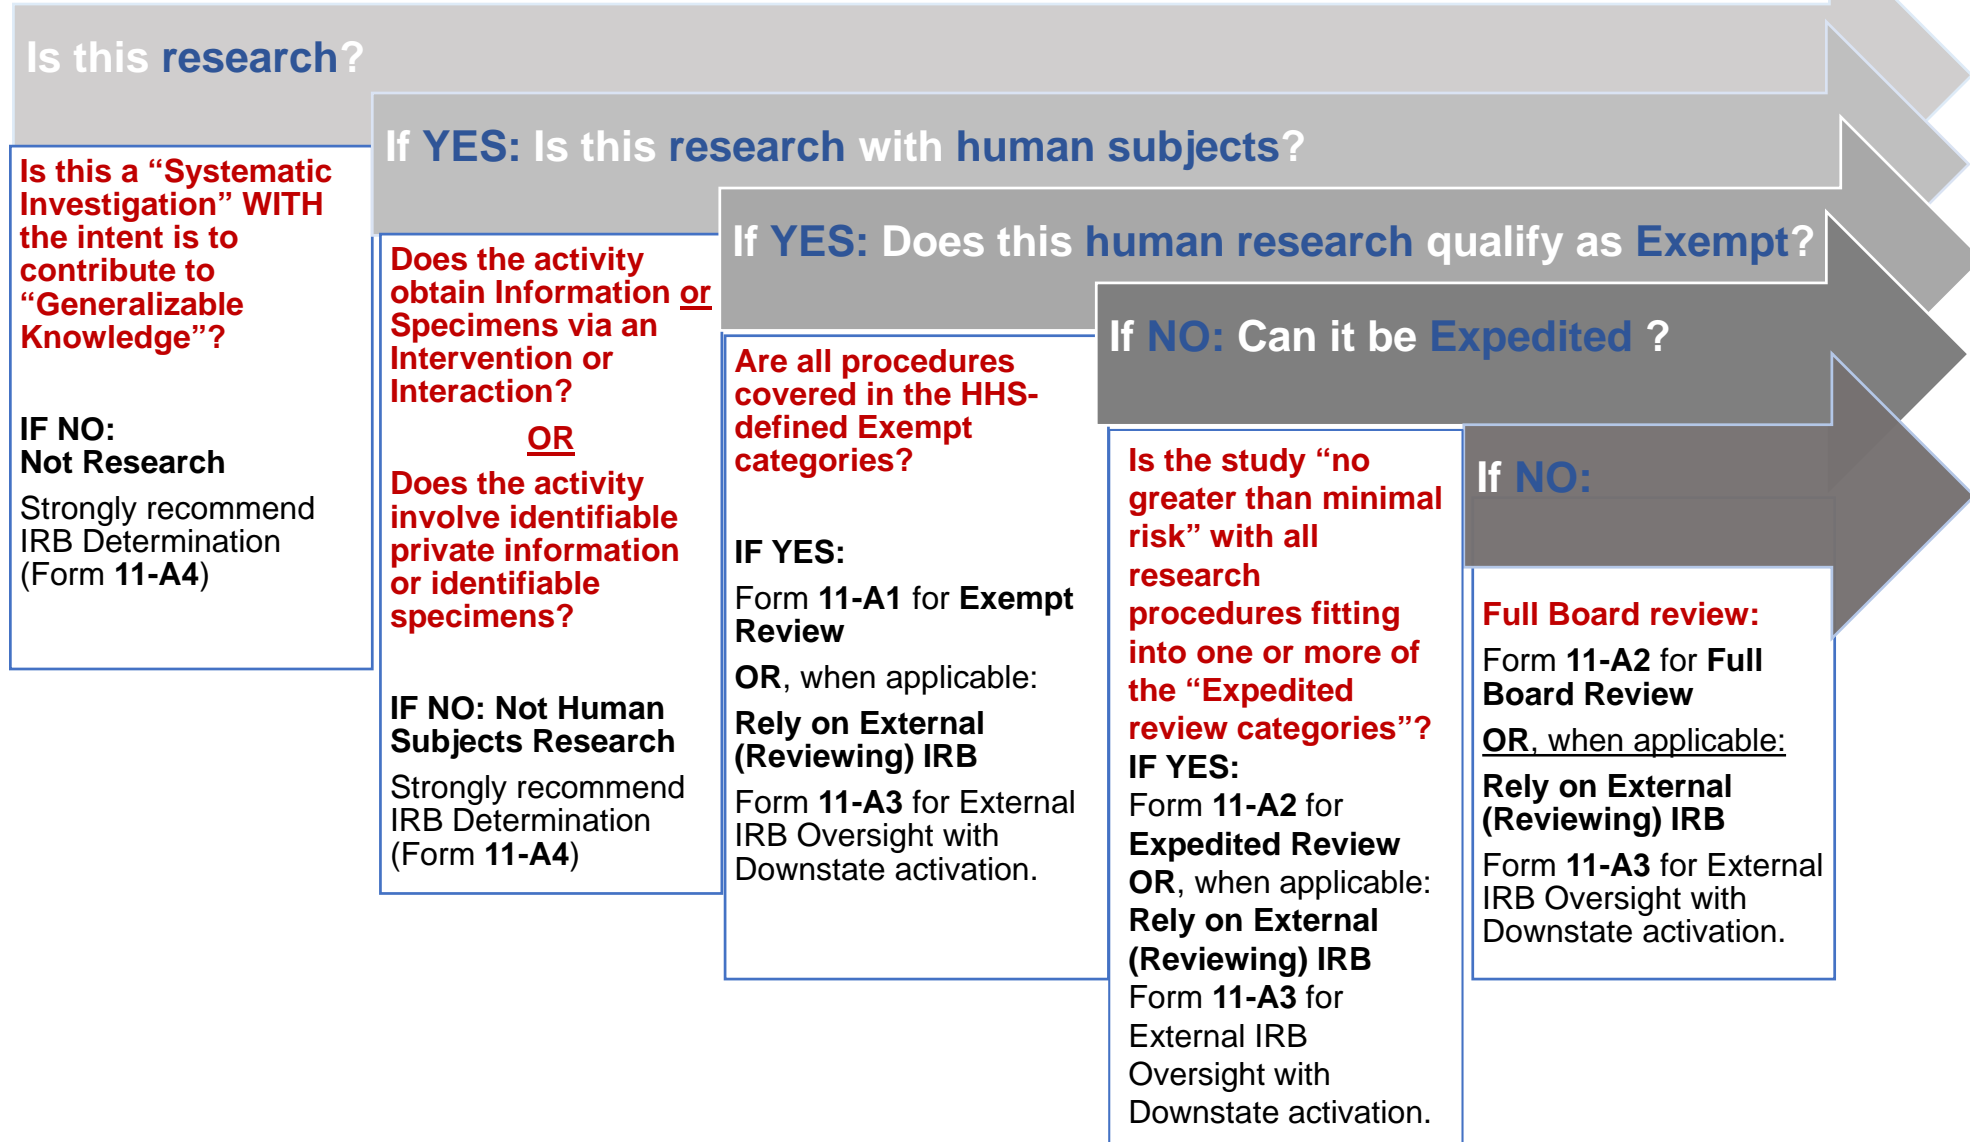 Is this research?
If YES: Is this research with human subjects?
If YES: Does this human research qualify as Exempt?
If NO: Can it be Expedited ?
If NO:
Is this a “Systematic
Investigation” WITH
the intent is to
contribute to
“Generalizable
Knowledge”?
IF NO:
Not Research
Strongly recommend
IRB Determination
(Form 11-A4)
Does the activity
obtain Information or
Specimens via an
Intervention or
Interaction?
OR
Does the activity
involve identifiable
private information
or identifiable
specimens?
IF NO: Not Human
Subjects Research
Strongly recommend
IRB Determination
(Form 11-A4)
Are all procedures
covered in the HHS-
defined Exempt
categories?
IF YES:
Form 11-A1 for Exempt
Review
OR, when applicable:
Rely on External
(Reviewing) IRB
Form 11-A3 for External
IRB Oversight with
Downstate activation.
Is the study “no
greater than minimal
risk” with all
research
procedures fitting
into one or more of
the “Expedited
review categories”?
IF YES:
Form 11-A2 for
Expedited Review
OR, when applicable:
Rely on External
(Reviewing) IRB
Form 11-A3 for
External IRB
Oversight with
Downstate activation.
Full Board review:
Form 11-A2 for Full
Board Review
OR, when applicable:
Rely on External
(Reviewing) IRB
Form 11-A3 for External
IRB Oversight with
Downstate activation.